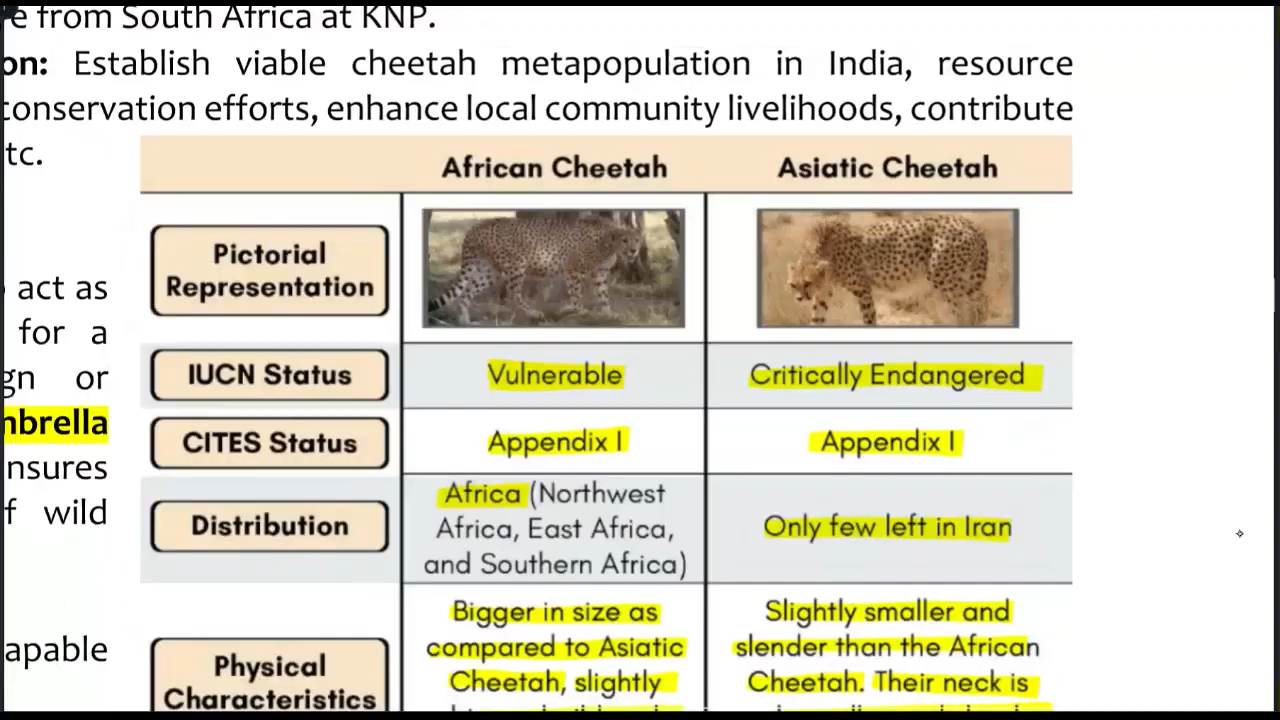 e from South Africa at KNP.
on: Establish viable cheetah metapopulation in India, resource
conservation efforts, enhance local community livelihoods, contribute
tc.
act as
for a
gn or
mbrella
nsures
f wild
apable
African Cheetah Asiatic Cheetah
Pictorial
Representation
IUCN Status Vulnerable Critically Endangered
CITES Status Appendix I Appendix I
Distribution
Africa (Northwest
Africa, East Africa,
and Southern Africa)
Only few left in Iran
Physical
Characteristics
Bigger in size as
compared to Asiatic
Cheetah, slightly
Slightly smaller and
slender than the African
Cheetah. Their neck is